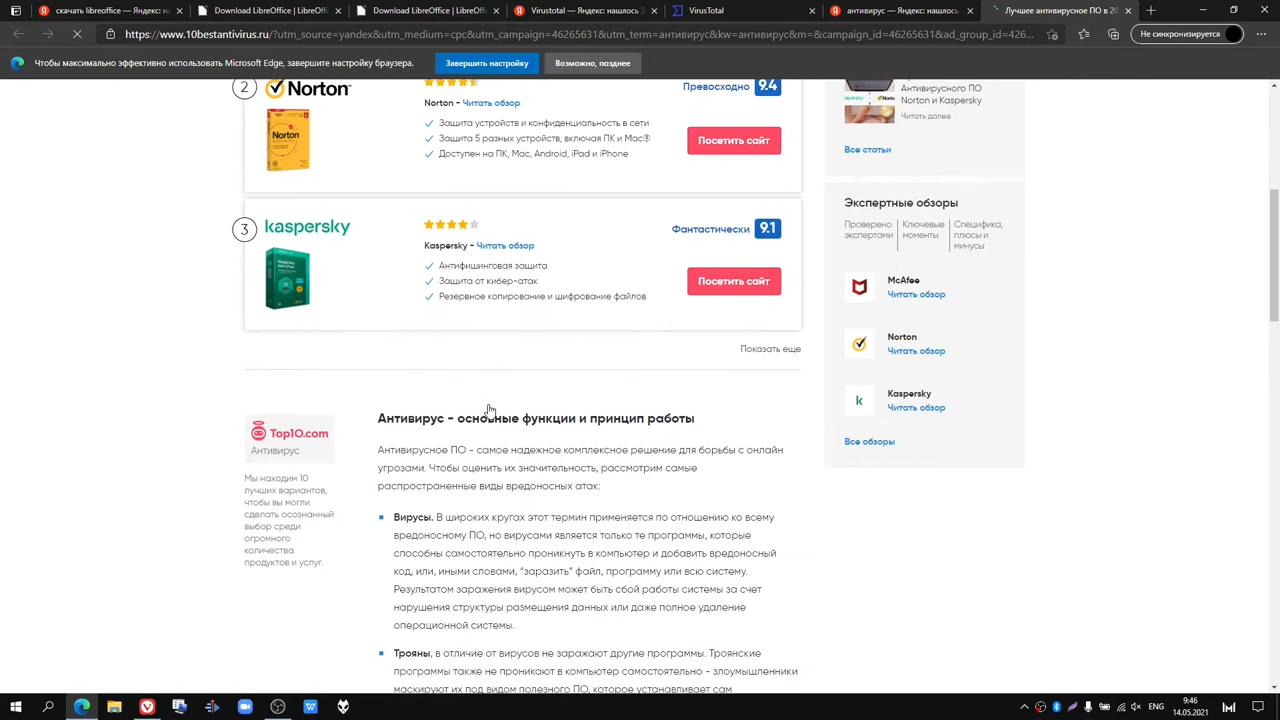 скачать libreoffice — Яндекс на
Download LibreOffice | LibreOffi
Download LibreOffice | LibreOffi
Virustotal — Яндекс нашлось 3
VirusTotal
антивирус — Яндекс нашлось
Лучшее антивирусное ПО в 20
https://www.10bestantivirus.ru/?utm_source=yandex&utm_medium=cpc&utm_campaign=46265631&utm_term=антивирус&kw=антивирус&m=&campaign_id=46265631&ad_group_id=426...
Не синхронизируется
Чтобы максимально эффективно использовать Microsoft Edge, завершите настройку браузера.
Завершить настройку
Возможно, позднее
2
Norton
Превосходно
9.4
Norton - Читать обзор
Защита устройств и конфиденциальность в сети
Защита 5 разных устройств, включая ПК и Mac®
Доступен на ПК, Mac, Android, iPad и iPhone
Посетить сайт
3
kaspersky
Фантастически
9.1
Kaspersky - Читать обзор
Антифишинговая защита
Защита от кибер-атак
Резервное копирование и шифрование файлов
Посетить сайт
Показать еще
Антивирусного ПО
Norton и Kaspersky
Читать далее
Все статьи
Экспертные обзоры
Проверено экспертами
Ключевые моменты
Специфика, плюсы и минусы
McAfee
Читать обзор
Norton
Читать обзор
Kaspersky
Читать обзор
Все обзоры
Top10.com
Антивирус
Мы находим 10
лучших вариантов,
чтобы вы могли
сделать осознанный
выбор среди
огромного
количества
продуктов и услуг.
Антивирус - основные функции и принцип работы
Антивирусное ПО - самое надежное комплексное решение для борьбы с онлайн
угрозами. Чтобы оценить их значительность, рассмотрим самые
распространенные виды вредоносных атак:
Вирусы. В широких кругах этот термин применяется по отношению ко всему
вредоносному ПО, но вирусами является только те программы, которые
способны самостоятельно проникнуть в компьютер и добавить вредоносный
код, или, иными словами, “заразить” файл, программу или всю систему.
Результатом заражения вирусом может быть сбой работы системы за счет
нарушения структуры размещения данных или даже полное удаление
операционной системы.
Трояны, в отличие от вирусов не заражают другие программы. Троянские
программы также не проникают в компьютер самостоятельно - злоумышленники
маскируют их под видом полезного ПО, которое устанавливает сам
ENG
9:46
14.05.2021